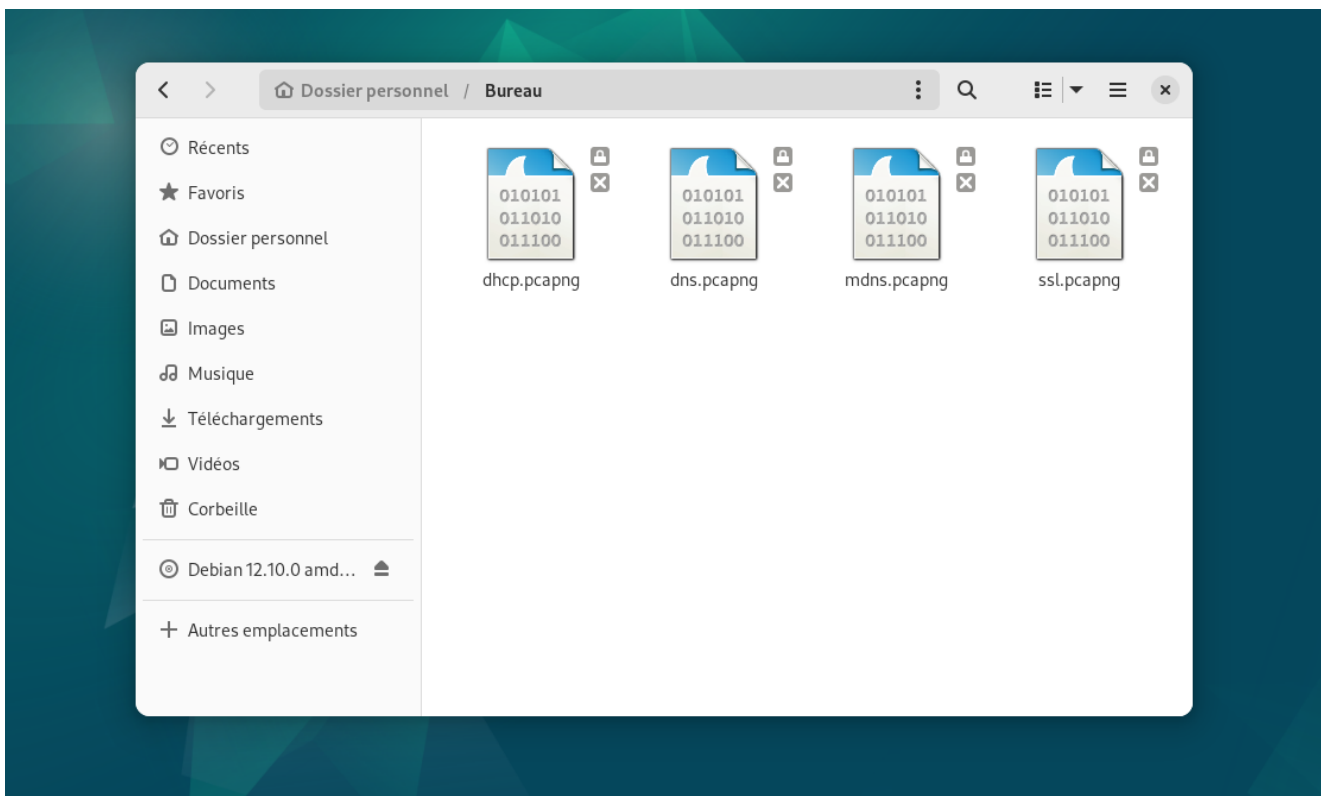 Dossier personnel / Bureau
Récents
Favoris
Dossier personnel
Documents
Images
Musique
Téléchargements
Vidéos
Corbeille
Debian 12.10.0 amd…
Autres emplacements
010101 010101 010101 010101
011010 011010 011010 011010
011100 011100 011100 011100
dhcp.pcapng dns.pcapng mdns.pcapng ssl.pcapng